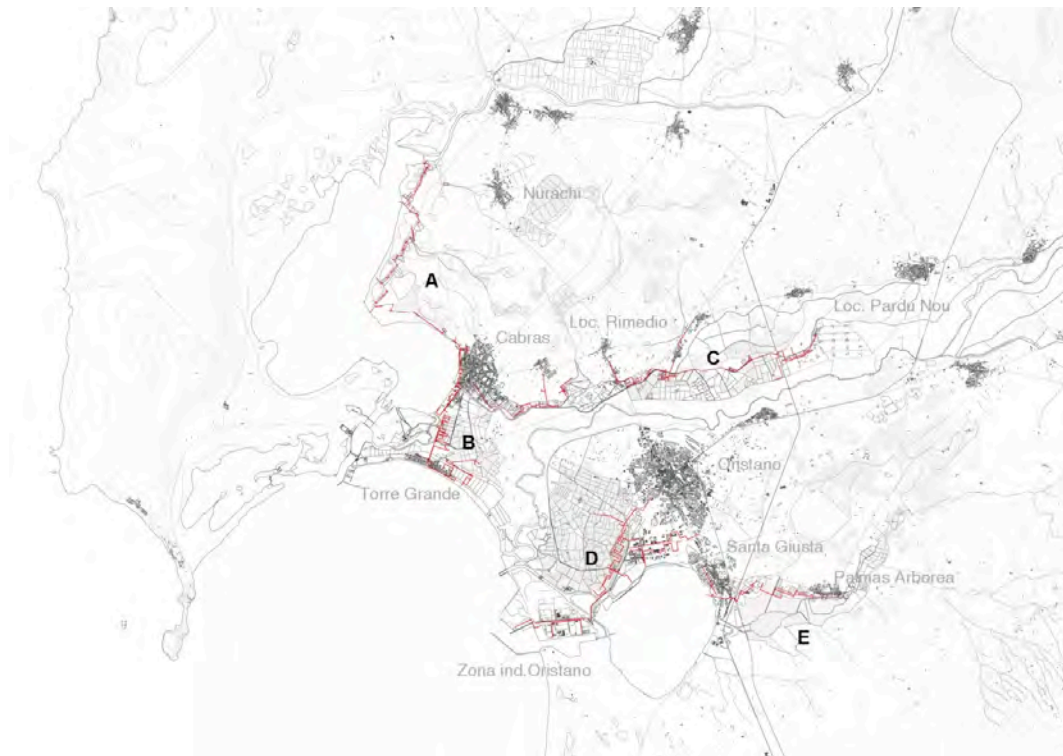 Nurachi
A
Loc. Pardu Nou
Loc. Rimedio
Cabras
C
B
Oristano
Torre Grande
Santa Giusta
D
Palmas Arborea
E
Zona ind.Oristano